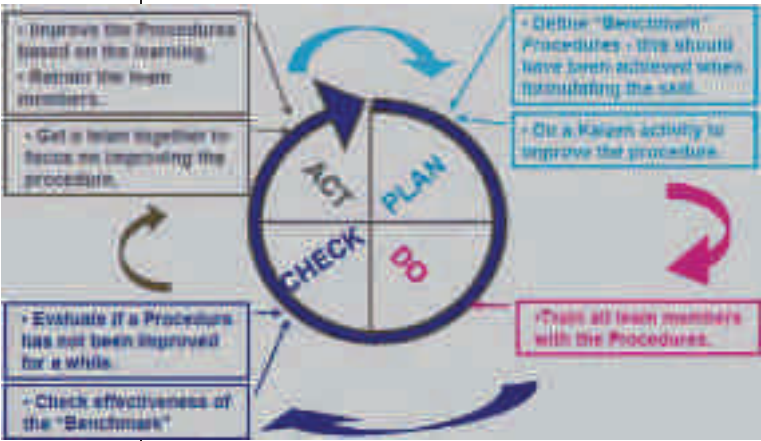 • Improve the Procedures
based on the learning.
• Retrain the team
members.
• Get a team together to
focus on improving the
procedure.
• Define "Benchmark"
Procedures - this should
have been achieved when
formulating the skill.
• Do a Kaizen activity to
improve the procedure.
ACT
PLAN
CHECK
DO
• Evaluate if a Procedure
has not been improved
for a while.
• Check effectiveness of
the "Benchmark"
•Train all team members
with the Procedures.